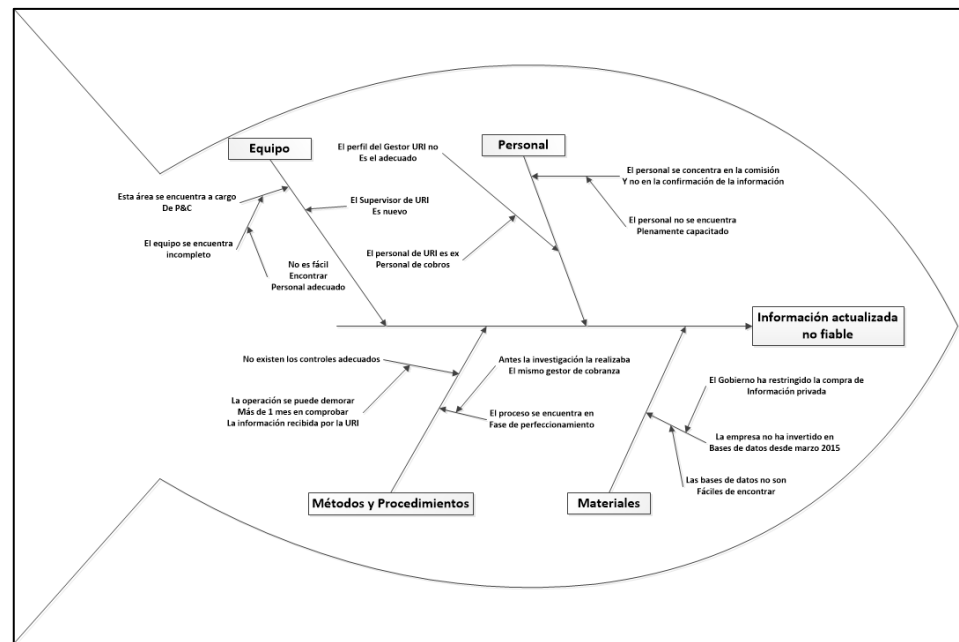 Equipo
Personal
El perfil del Gestor URI no
Es el adecuado
El personal se concentra en la comisión
Y no en la confirmación de la información
Esta área se encuentra a cargo
De P&C
El Supervisor de URI
Es nuevo
El personal no se encuentra
Plenamente capacitado
El equipo se encuentra
incompleto
El personal de URI es ex
Personal de cobros
No es fácil
Encontrar
Personal adecuado
Información actualizada
no fiable
No existen los controles adecuados
Antes la investigación la realizaba
El mismo gestor de cobranza
El Gobierno ha restringido la compra de
Información privada
La operación se puede demorar
Más de 1 mes en comprobar
La información recibida por la URI
El proceso se encuentra en
Fase de perfeccionamiento
La empresa no ha invertido en
Bases de datos desde marzo 2015
Las bases de datos no son
Fáciles de encontrar
Métodos y Procedimientos
Materiales